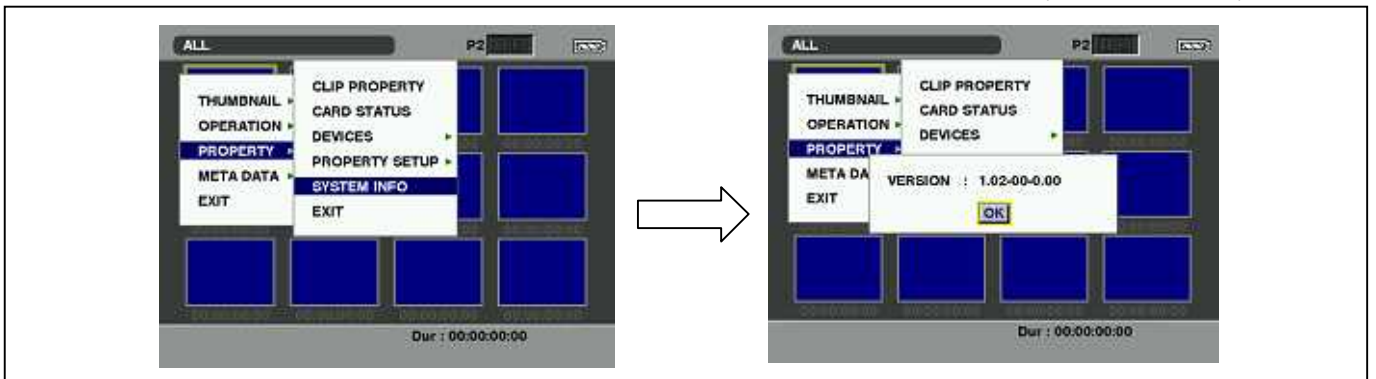 ALL P2
THUMBNAIL
OPERATION
PROPERTY
META DATA
EXIT
CLIP PROPERTY
CARD STATUS
DEVICES
PROPERTY SETUP
SYSTEM INFO
EXIT
Dur : 00:00:00:00
ALL P2
THUMBNAIL
OPERATION
PROPERTY
META DA
EXIT
CLIP PROPERTY
CARD STATUS
DEVICES
VERSION : 1.02-00-0.00
OK
Dur : 00:00:00:00